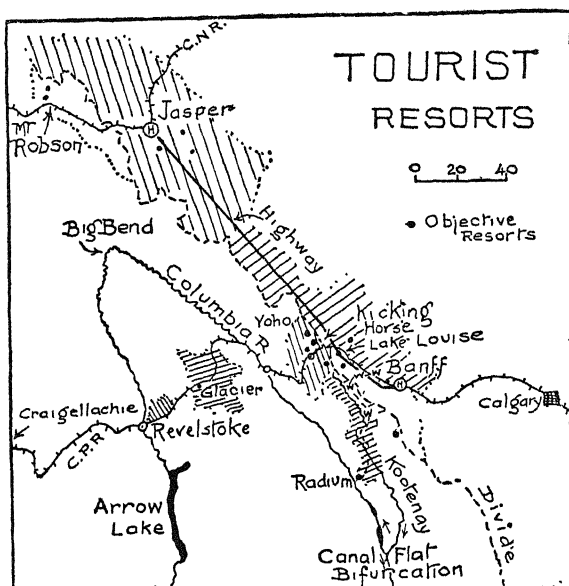 TOURIST
RESORTS
0 20 40
Objective
Resorts
C.N.R.
Jasper
H
MT
Robson
Highway
Big Bend
Columbia R
Yoho
Kicking
Horse
Lake Louise
Banff
H
Calgary
Glacier
Craigellachie
Revelstoke
C.P.R
Arrow
Lake
Radium
Kootenay
Divide
Canal Flat
Bifurcation